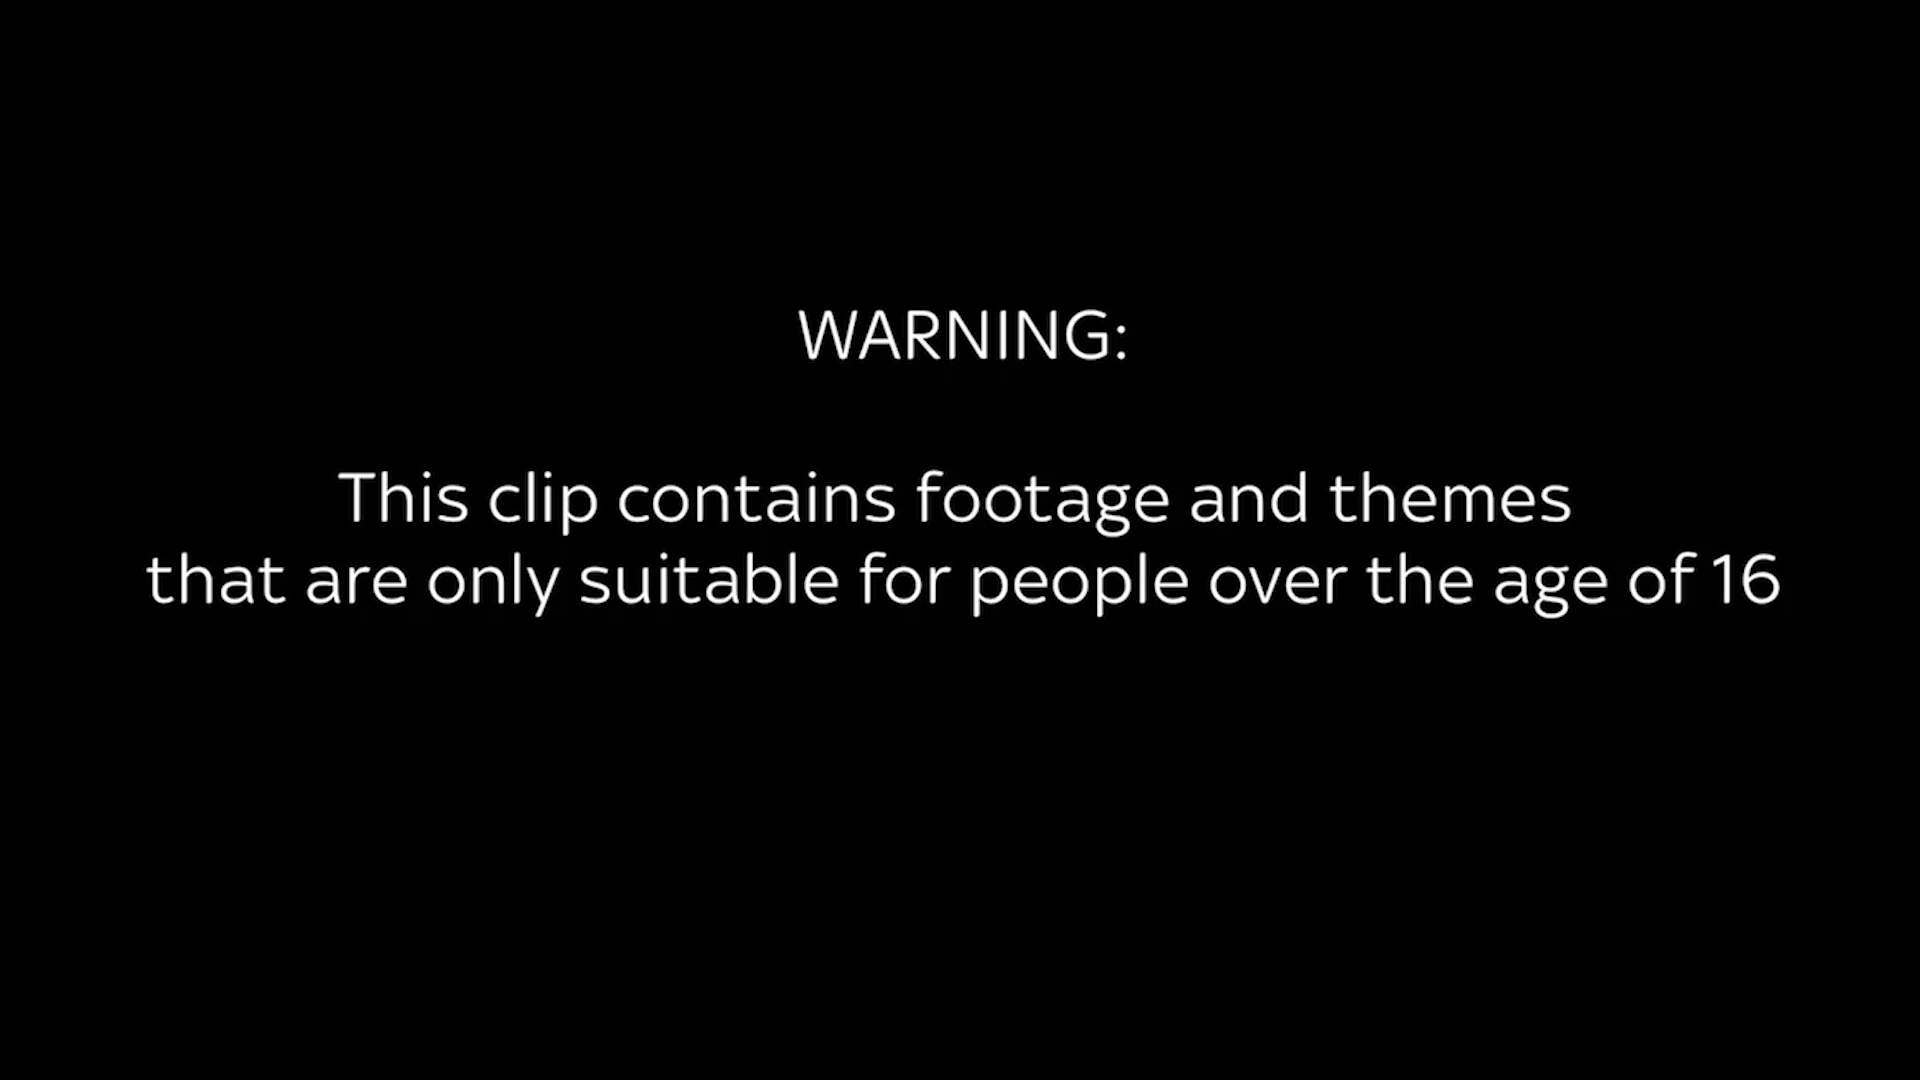 WARNING:
This clip contains footage and themes
that are only suitable for people over the age of 16